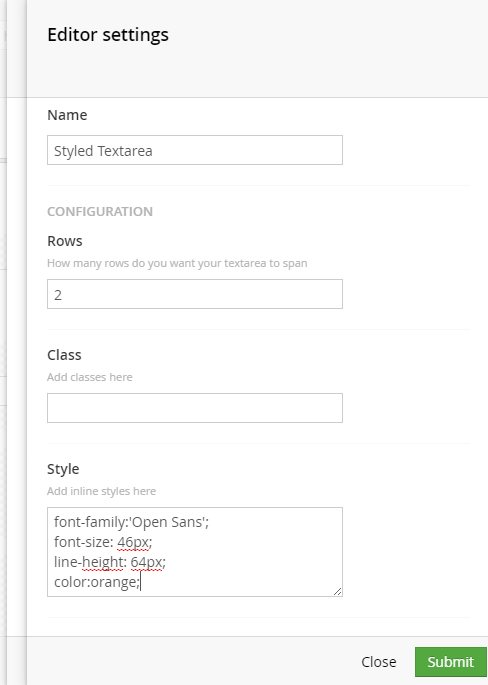 Editor settings
Name
Styled Textarea
CONFIGURATION
Rows
How many rows do you want your textarea to span
2
Class
Add classes here
Style
Add inline styles here
font-family:'Open Sans';
font-size: 46px;
line-height: 64px;
color:orange;
Close Submit